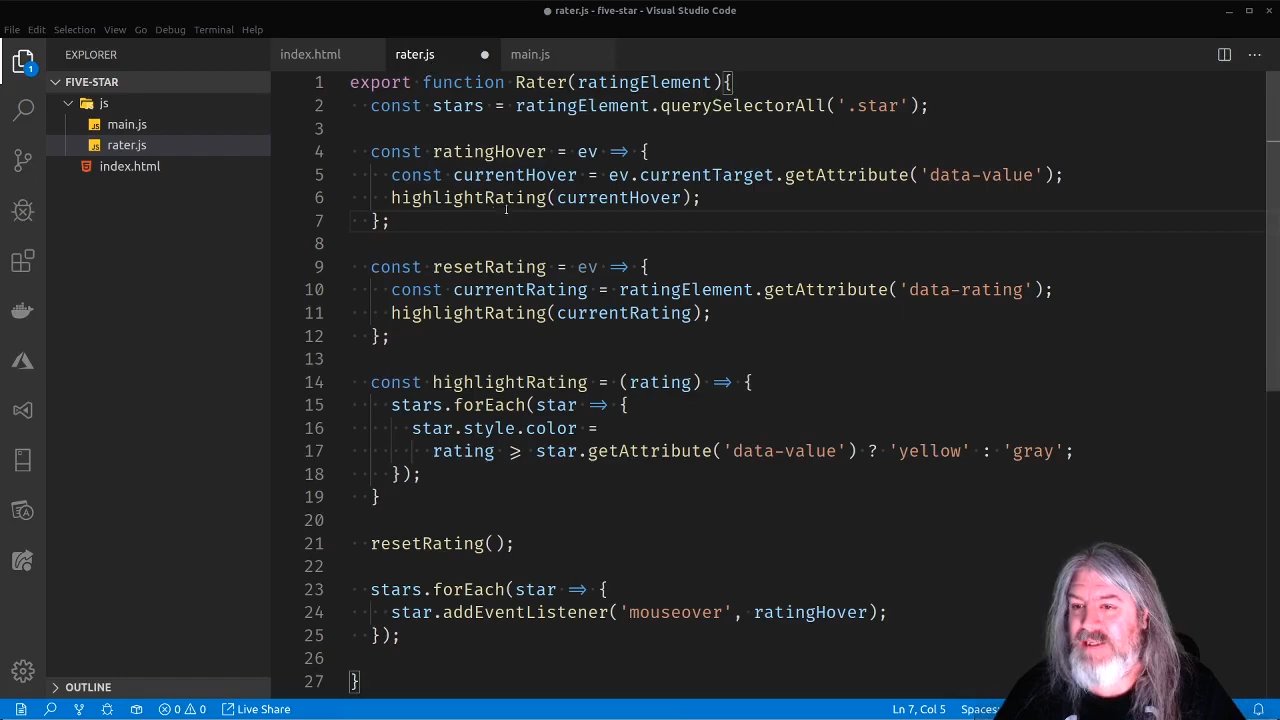 ● rater.js - five-star - Visual Studio Code
File Edit Selection View Go Debug Terminal Help
EXPLORER
index.html rater.js ● main.js
FIVE-STAR
js
JS main.js
JS rater.js
index.html
1
1 export function Rater(ratingElement){
2 const stars = ratingElement.querySelectorAll('.star');
3
4 const ratingHover = ev => {
5 const currentHover = ev.currentTarget.getAttribute('data-value');
6 highlightRating(currentHover);
7 };
8
9 const resetRating = ev => {
10 const currentRating = ratingElement.getAttribute('data-rating');
11 highlightRating(currentRating);
12 };
13
14 const highlightRating = (rating) => {
15 stars.forEach(star => {
16 star.style.color =
17 rating >= star.getAttribute('data-value') ? 'yellow' : 'gray';
18 });
19 }
20
21 resetRating();
22
23 stars.forEach(star => {
24 star.addEventListener('mouseover', ratingHover);
25 });
26
27 }
OUTLINE
0 0 Live Share Ln 7, Col 5 Spaces: